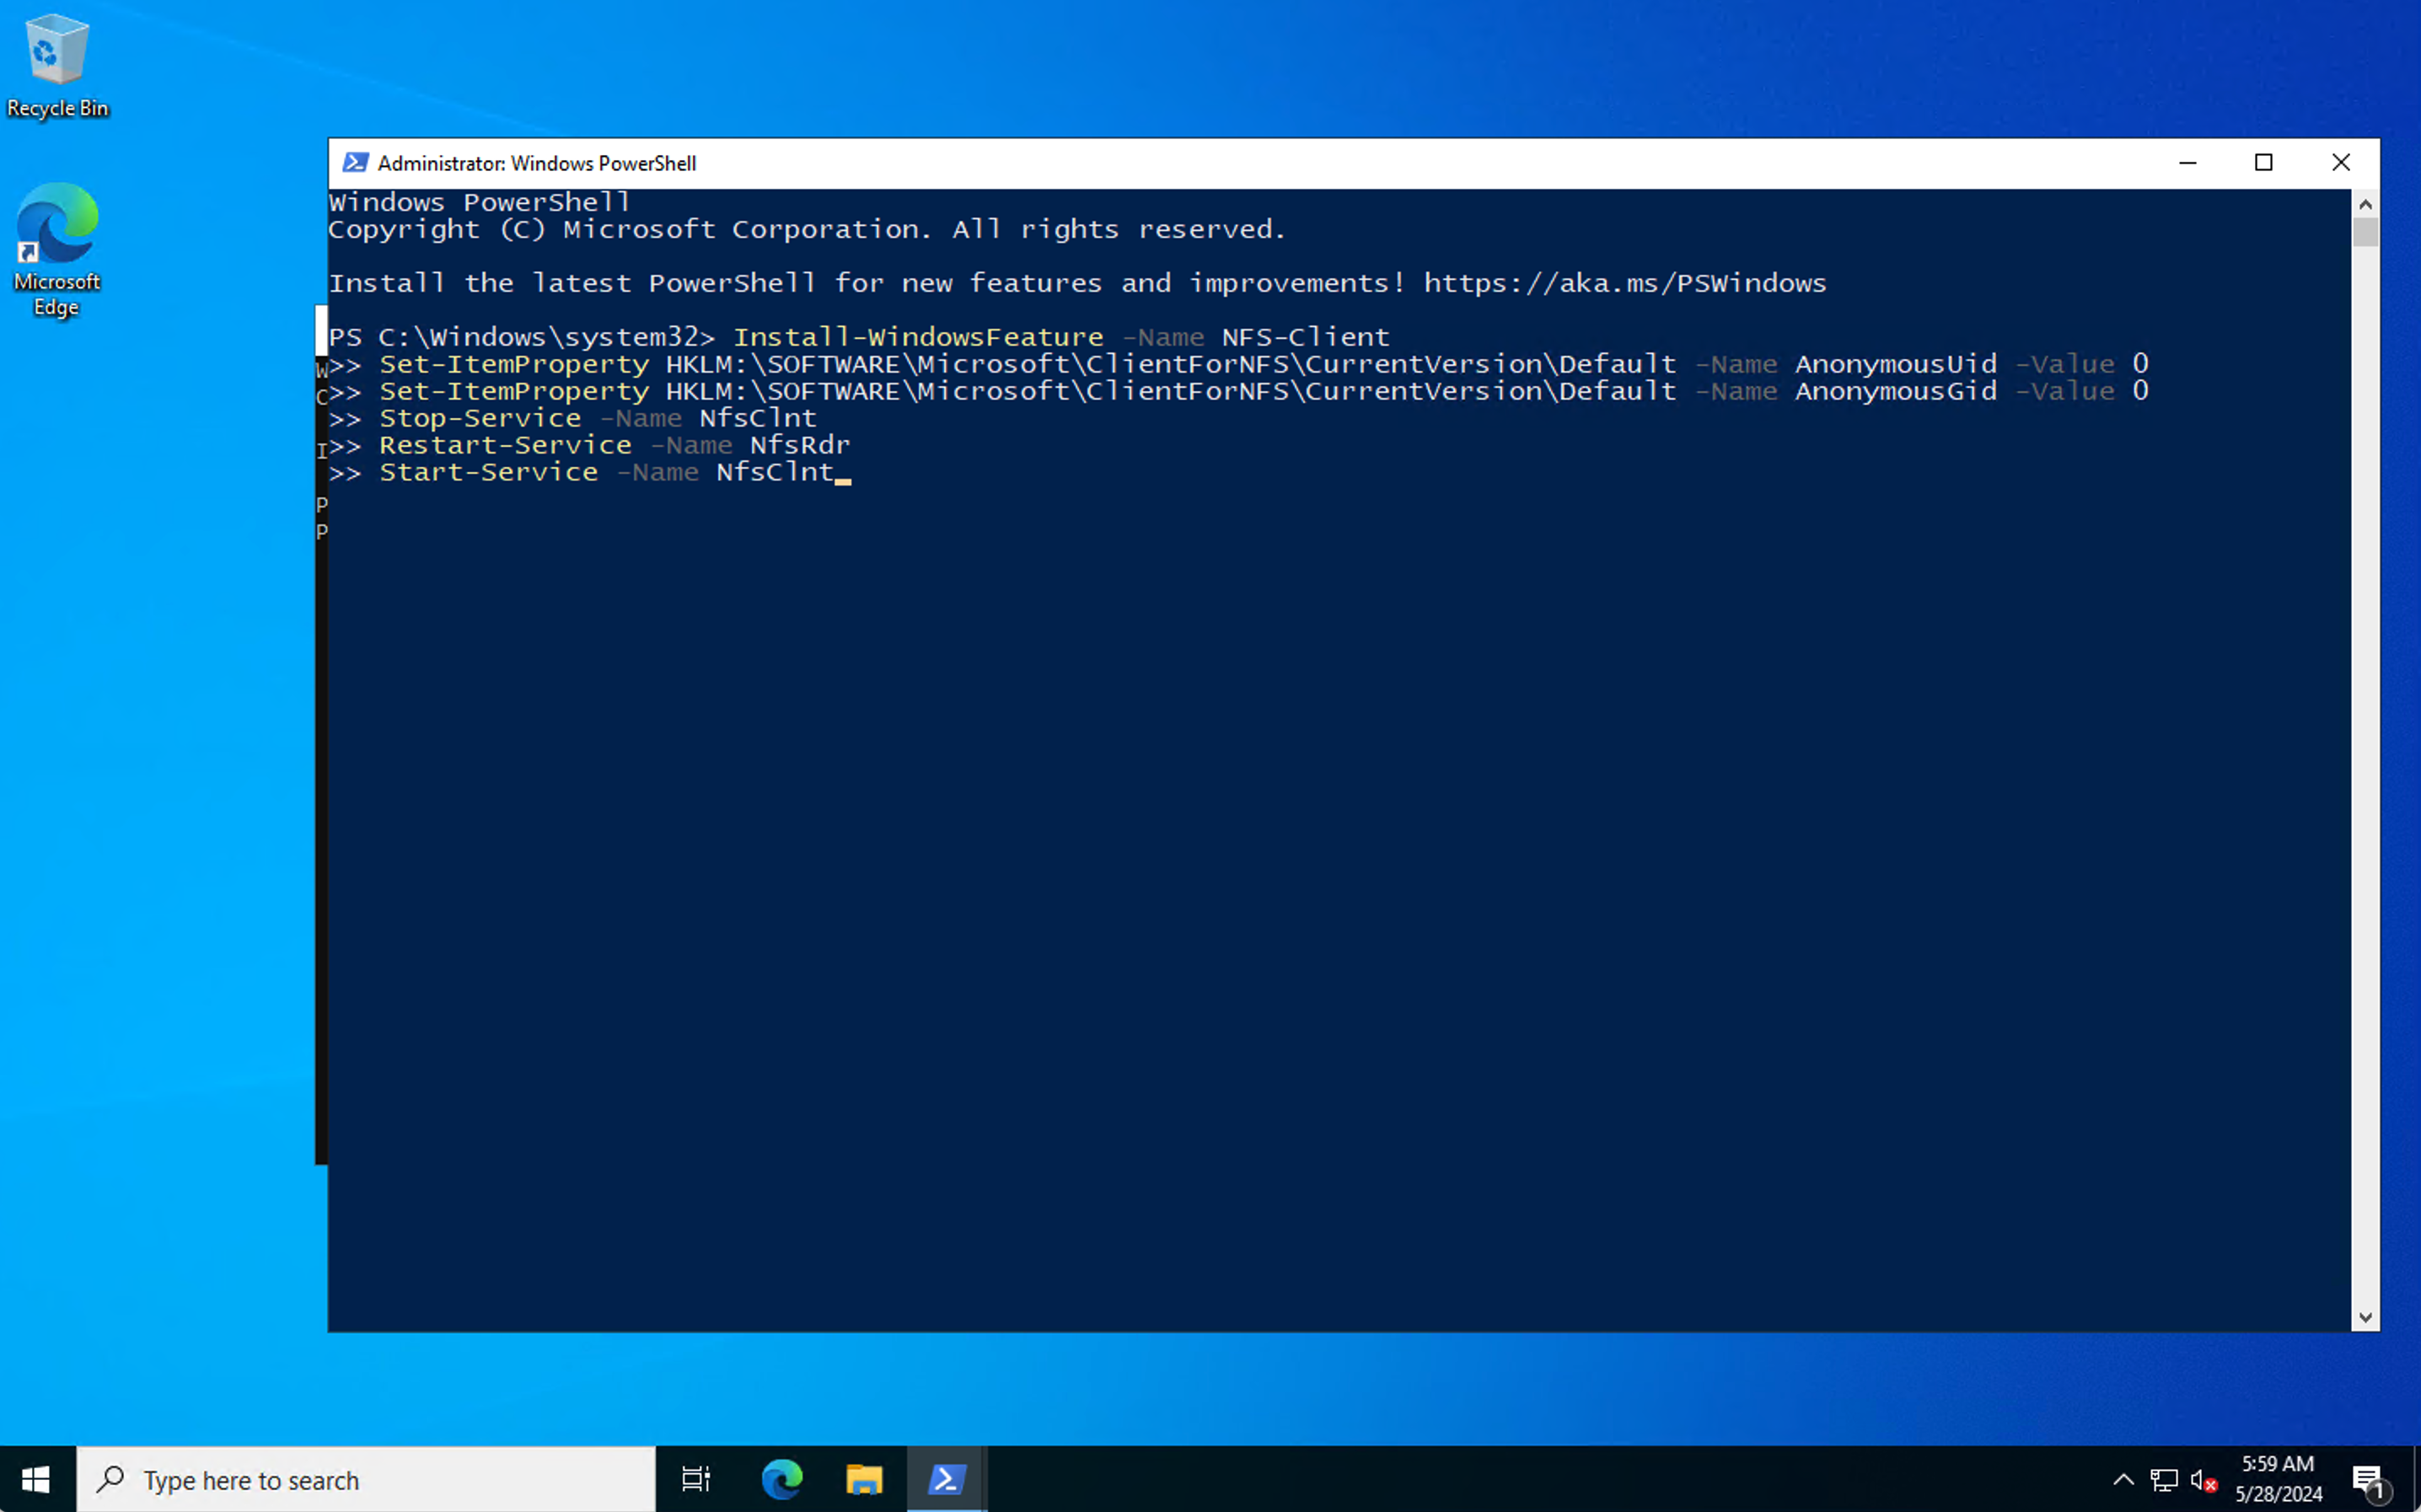 Recycle Bin
Microsoft
Edge
Administrator: Windows PowerShell
Windows PowerShell
Copyright (C) Microsoft Corporation. All rights reserved.
Install the latest PowerShell for new features and improvements! https://aka.ms/PSWindows
PS C:\Windows\system32> Install-WindowsFeature -Name NFS-Client
>> Set-ItemProperty HKLM:\SOFTWARE\Microsoft\ClientForNFS\CurrentVersion\Default -Name AnonymousUid -Value 0
>> Set-ItemProperty HKLM:\SOFTWARE\Microsoft\ClientForNFS\CurrentVersion\Default -Name AnonymousGid -Value 0
>> Stop-Service -Name NfsClnt
>> Restart-Service -Name NfsRdr
>> Start-Service -Name NfsClnt
W
C
I
P
P
Type here to search
5:59 AM
5/28/2024
1